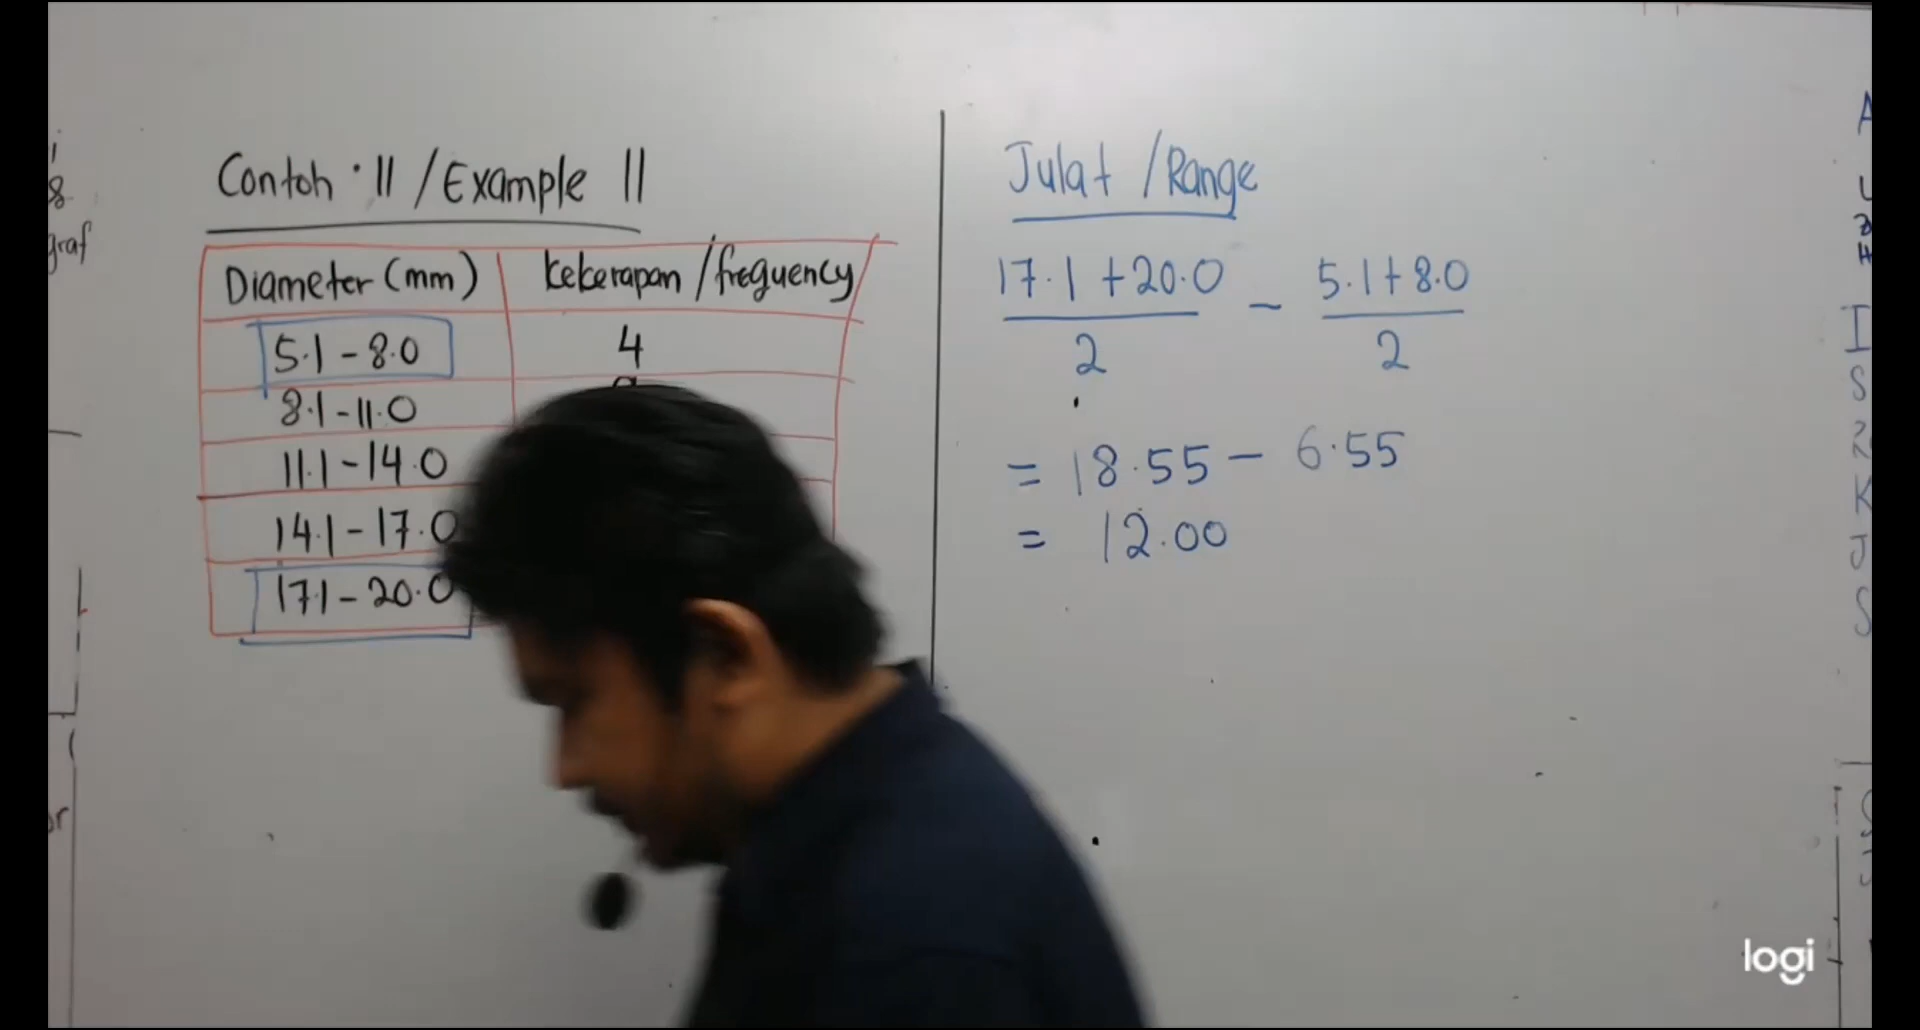 Contoh 11 / Example 11
Diameter (mm) kekerapan / frequency
5.1 - 8.0 4
8.1 - 11.0
11.1 - 14.0
14.1 - 17.0
17.1 - 20.0
Julat / Range
17.1 + 20.0 / 2 - 5.1 + 8.0 / 2
= 18.55 - 6.55
= 12.00
graf
8
A
U
I
S
K
J
S
logi